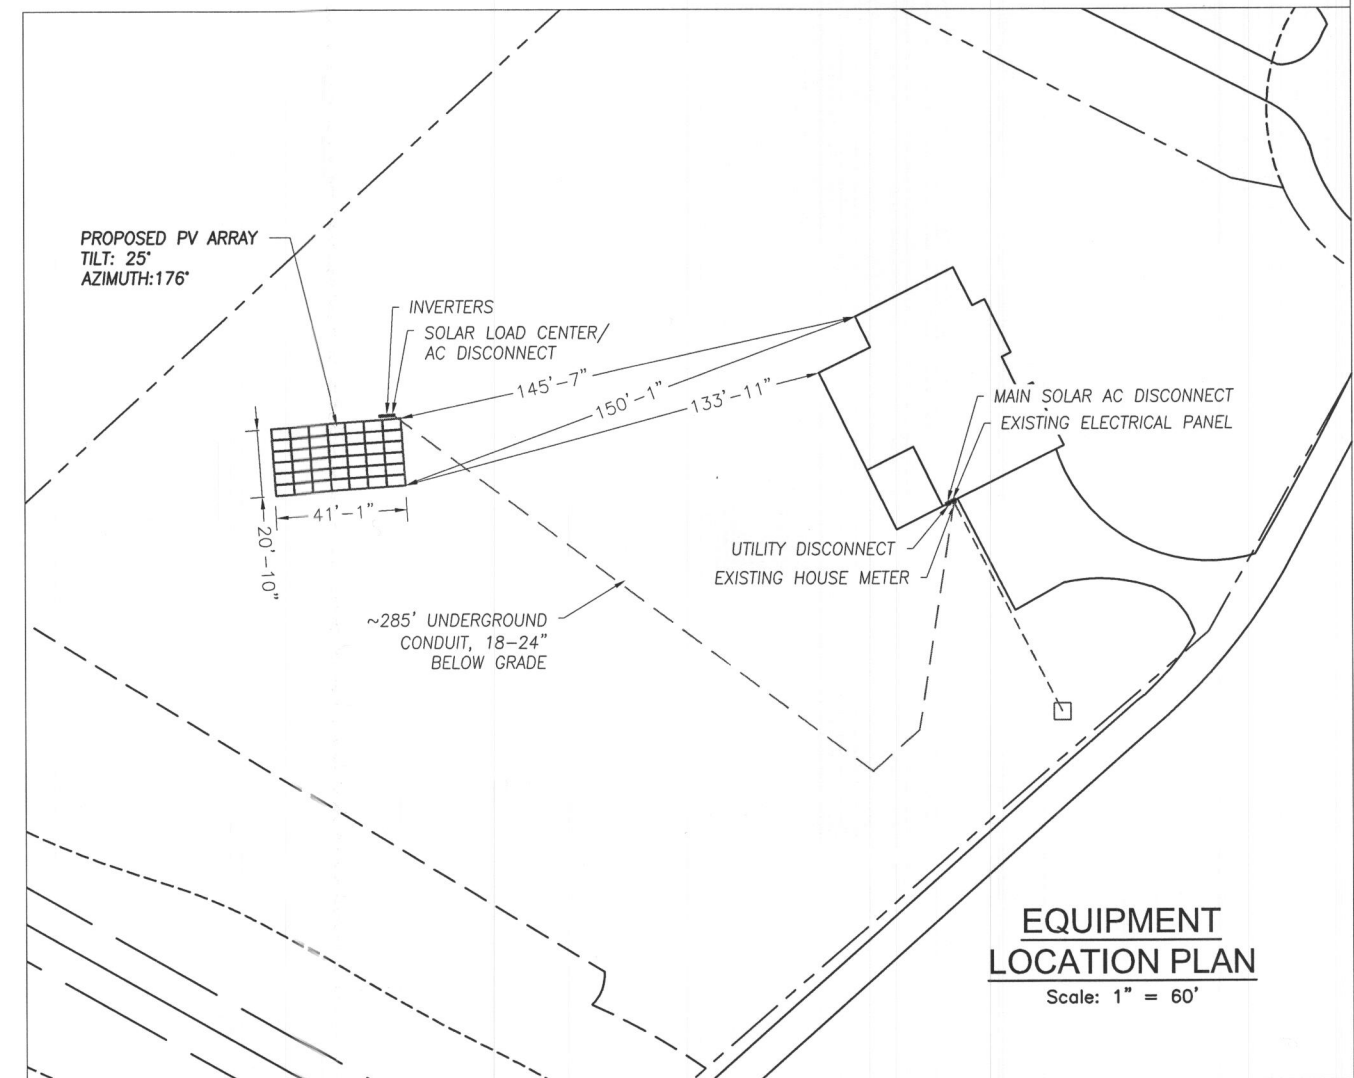 PROPOSED PV ARRAY
TILT: 25°
AZIMUTH:176°
INVERTERS
SOLAR LOAD CENTER/
AC DISCONNECT
145'-7"
150'-1"
133'-11"
MAIN SOLAR AC DISCONNECT
EXISTING ELECTRICAL PANEL
41'-1"
20'-10"
UTILITY DISCONNECT
EXISTING HOUSE METER
~285' UNDERGROUND
CONDUIT, 18-24"
BELOW GRADE
EQUIPMENT
LOCATION PLAN
Scale: 1" = 60'